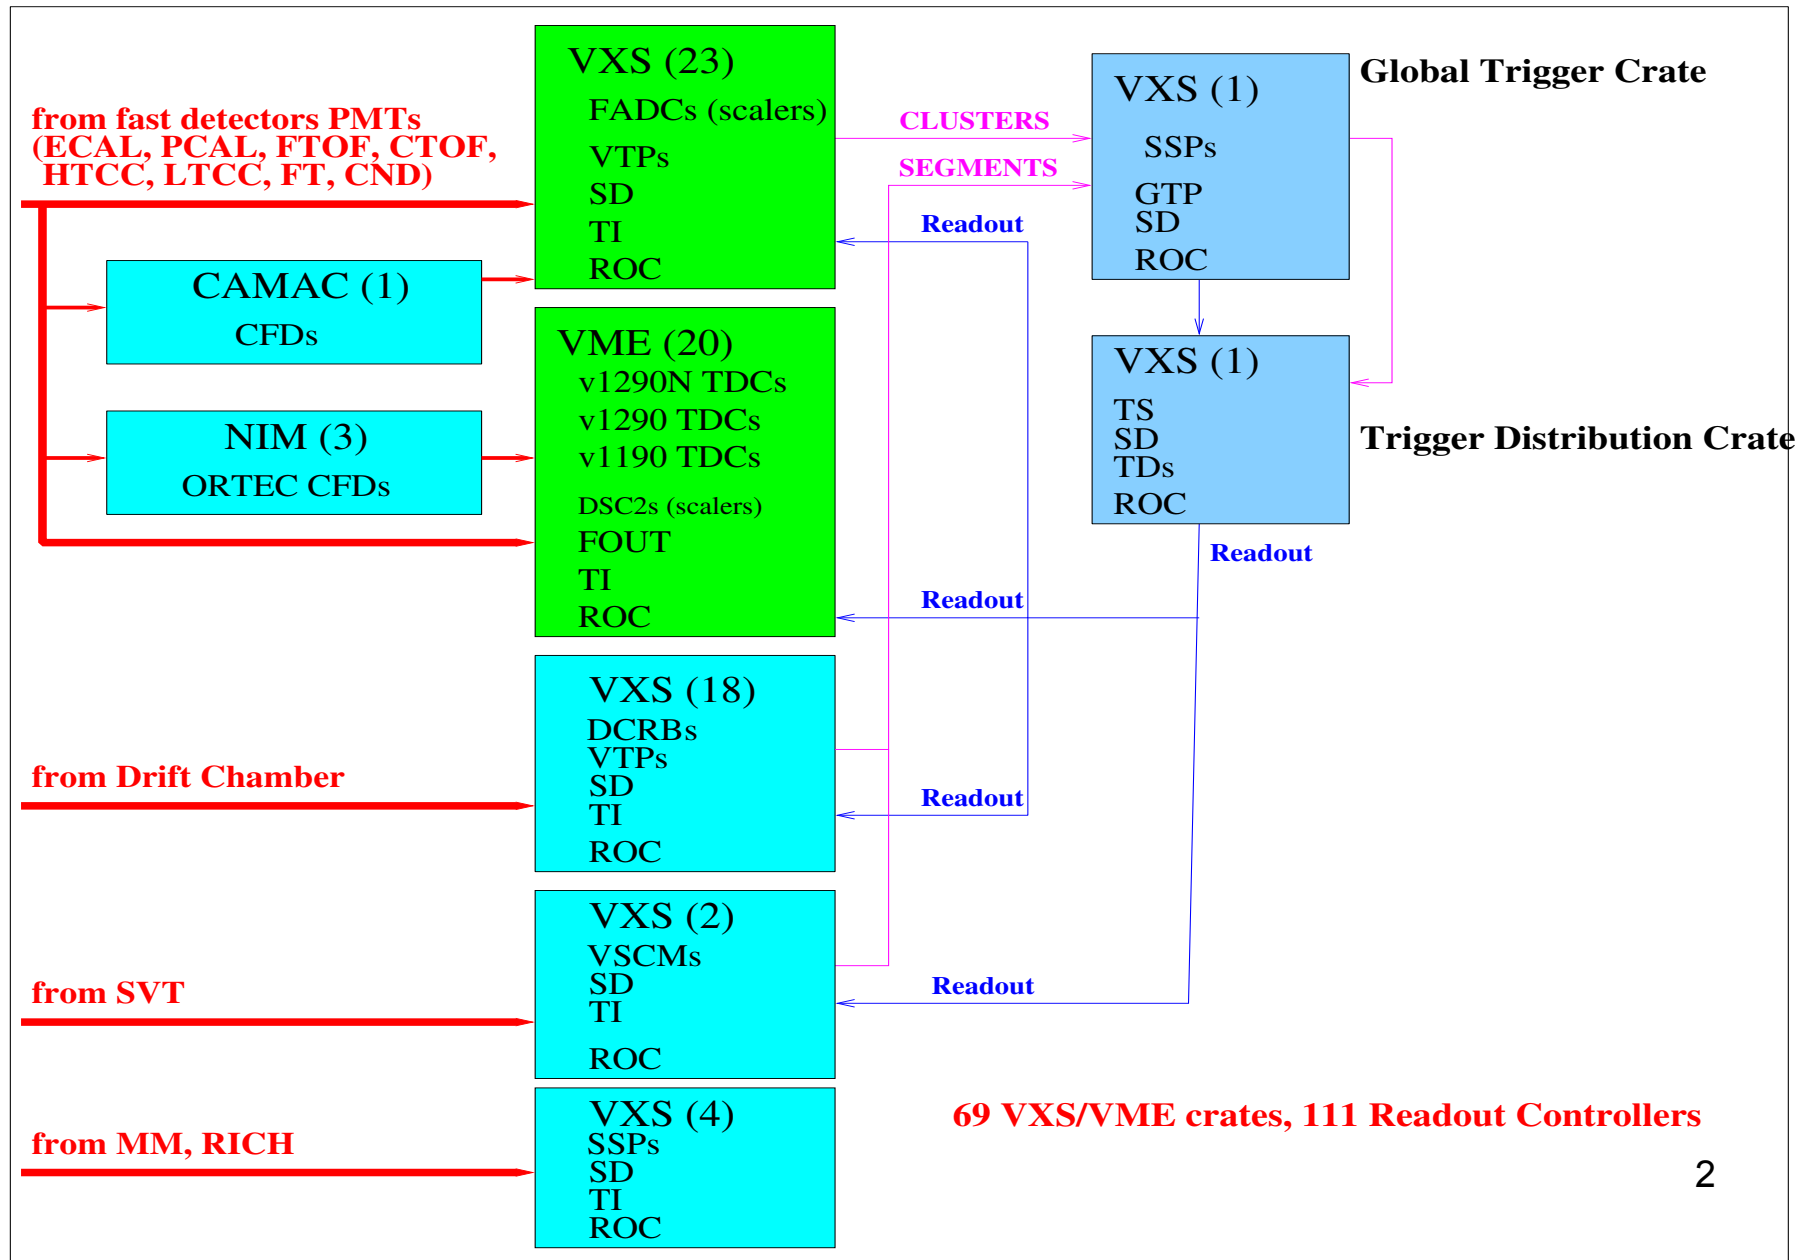 from fast detectors PMTs
(ECAL, PCAL, FTOF, CTOF,
HTCC, LTCC, FT, CND)
CAMAC (1)
CFDs
NIM (3)
ORTEC CFDs
from Drift Chamber
from SVT
from MM, RICH
VXS (23)
FADCs (scalers)
VTPs
SD
TI
ROC
VME (20)
v1290N TDCs
v1290 TDCs
v1190 TDCs
DSC2s (scalers)
FOUT
TI
ROC
VXS (18)
DCRBs
VTPs
SD
TI
ROC
VXS (2)
VSCMs
SD
TI
ROC
VXS (4)
SSPs
SD
TI
ROC
CLUSTERS
SEGMENTS
Readout
Readout
Readout
Readout
VXS (1)
SSPs
GTP
SD
ROC
Global Trigger Crate
VXS (1)
TS
SD
TDs
ROC
Trigger Distribution Crate
Readout
69 VXS/VME crates, 111 Readout Controllers
2